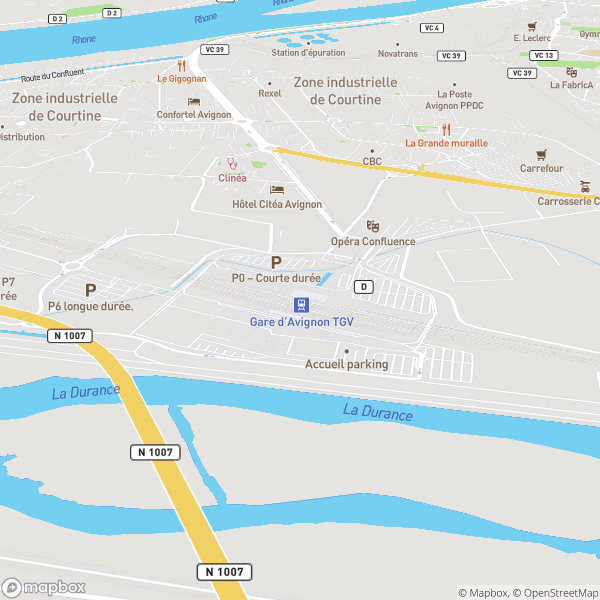 D 2
D 2
Rhone
Rhone
Rhone
VC 4
E. Leclerc
Gymn
VC 39
Station d'épuration
Novatrans
VC 39
VC 13
Route du Confluent
Le Gigognan
VC 39
La FabricA
Zone industrielle
de Courtine
Rexel
Zone industrielle
de Courtine
La Poste
Avignon PPDC
Confortel Avignon
Distribution
La Grande muraille
CBC
Carrefour
Clinéa
Hôtel Citéa Avignon
Carrosserie C
Opéra Confluence
P
P0 – Courte durée
P7
rée
P
P6 longue durée.
D
Gare d'Avignon TGV
N 1007
Accueil parking
La Durance
La Durance
N 1007
N 1007
mapbox
© Mapbox, © OpenStreetMap